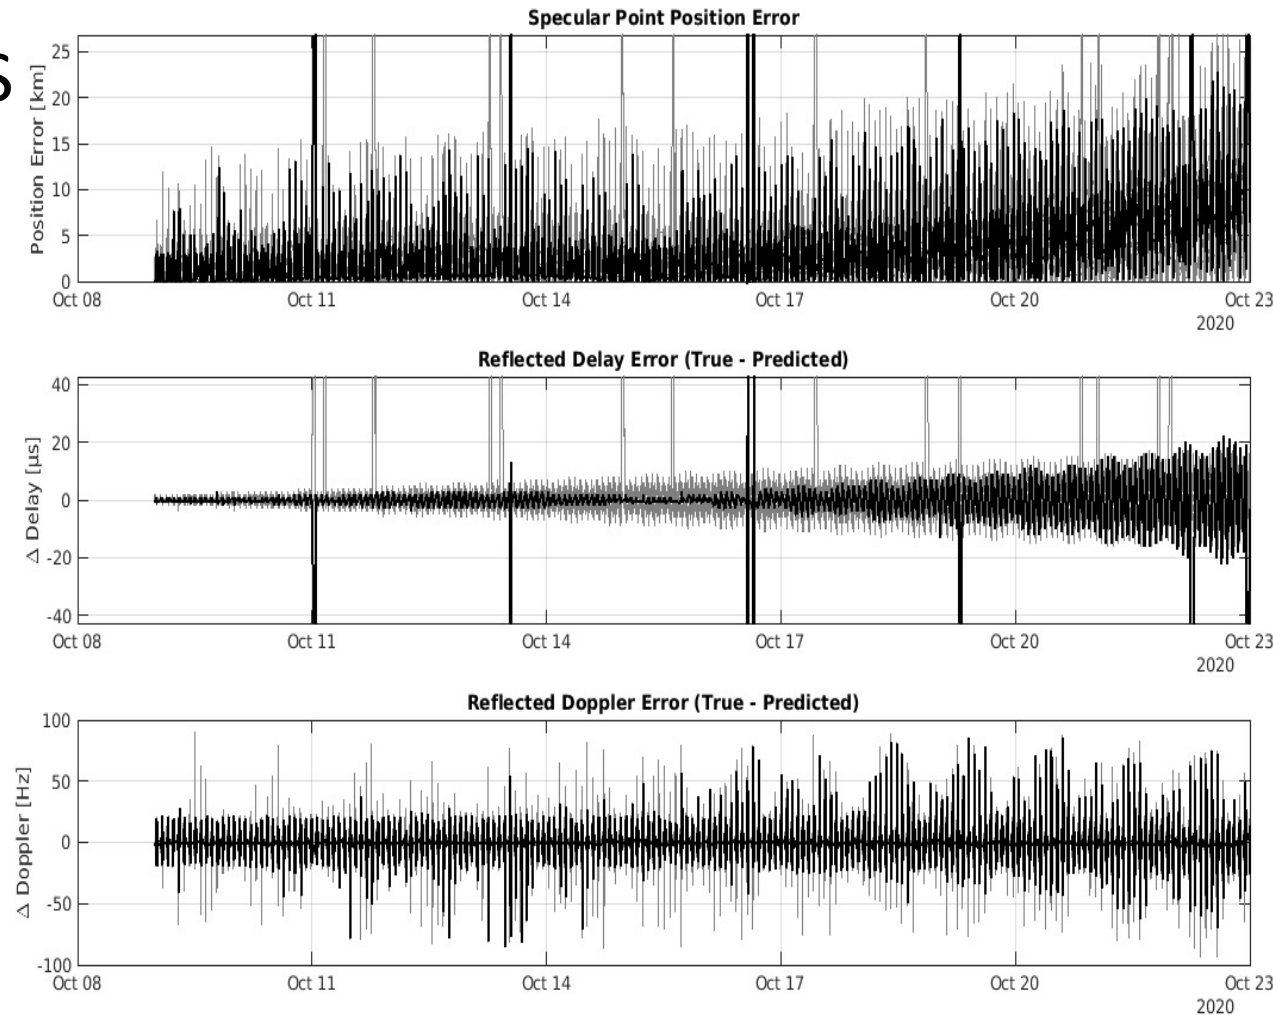 s
Specular Point Position Error
Position Error [km]
25
20
15
10
5
0
Oct 08 Oct 11 Oct 14 Oct 17 Oct 20 Oct 23
2020
Reflected Delay Error (True - Predicted)
Δ Delay [µs]
40
20
0
-20
-40
Oct 08 Oct 11 Oct 14 Oct 17 Oct 20 Oct 23
2020
Reflected Doppler Error (True - Predicted)
Δ Doppler [Hz]
100
50
0
-50
-100
Oct 08 Oct 11 Oct 14 Oct 17 Oct 20 Oct 23
2020